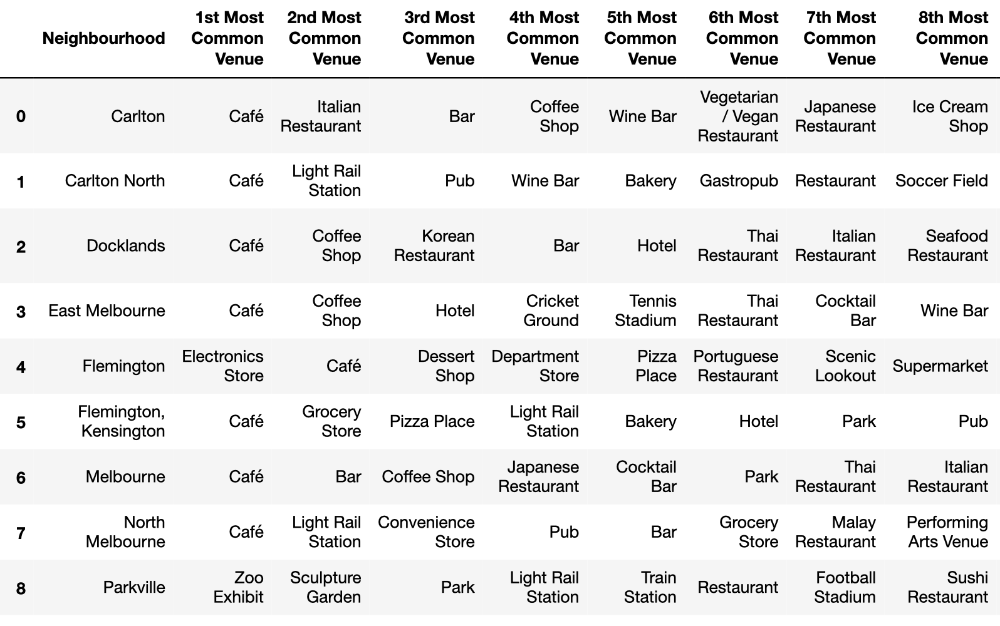 Neighbourhood 1st Most Common Venue 2nd Most Common Venue 3rd Most Common Venue 4th Most Common Venue 5th Most Common Venue 6th Most Common Venue 7th Most Common Venue 8th Most Common Venue
0 Carlton Café Italian Restaurant Bar Coffee Shop Wine Bar Vegetarian / Vegan Restaurant Japanese Restaurant Ice Cream Shop
1 Carlton North Café Light Rail Station Pub Wine Bar Bakery Gastropub Restaurant Soccer Field
2 Docklands Café Coffee Shop Korean Restaurant Bar Hotel Thai Restaurant Italian Restaurant Seafood Restaurant
3 East Melbourne Café Coffee Shop Hotel Cricket Ground Tennis Stadium Thai Restaurant Cocktail Bar Wine Bar
4 Flemington Electronics Store Café Dessert Shop Department Store Pizza Place Portuguese Restaurant Scenic Lookout Supermarket
5 Flemington, Kensington Café Grocery Store Pizza Place Light Rail Station Bakery Hotel Park Pub
6 Melbourne Café Bar Coffee Shop Japanese Restaurant Cocktail Bar Park Thai Restaurant Italian Restaurant
7 North Melbourne Café Light Rail Station Convenience Store Pub Bar Grocery Store Malay Restaurant Performing Arts Venue
8 Parkville Zoo Exhibit Sculpture Garden Park Light Rail Station Train Station Restaurant Football Stadium Sushi Restaurant